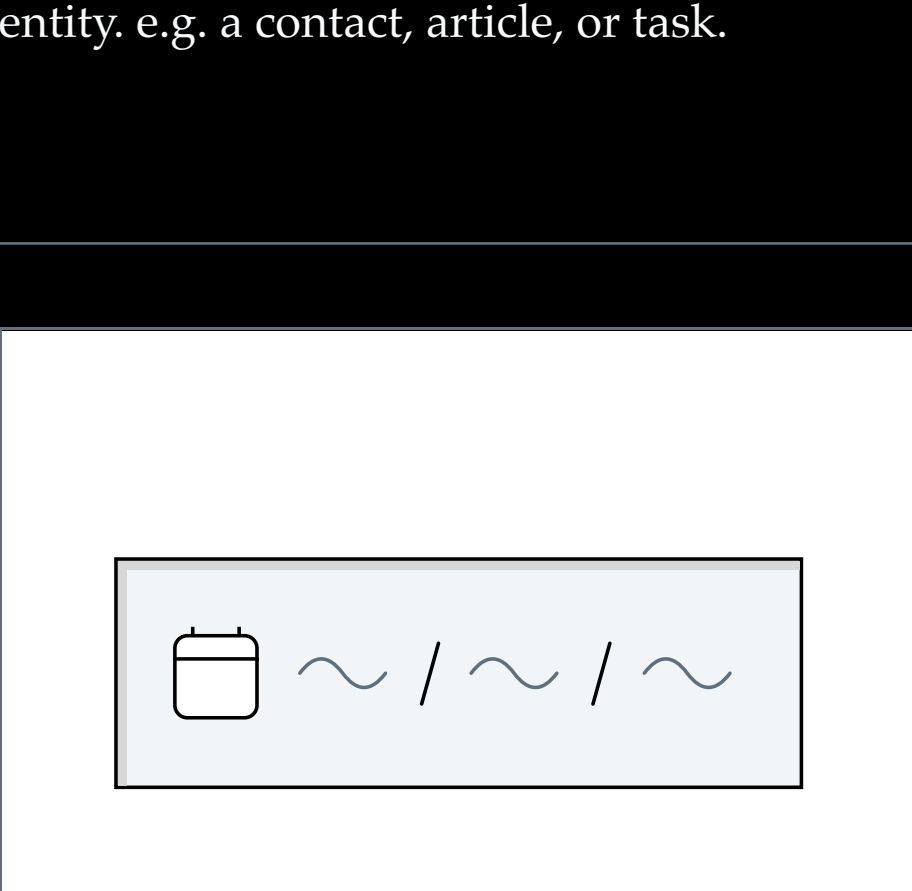 entity. e.g. a contact, article, or task.
~ / ~ / ~